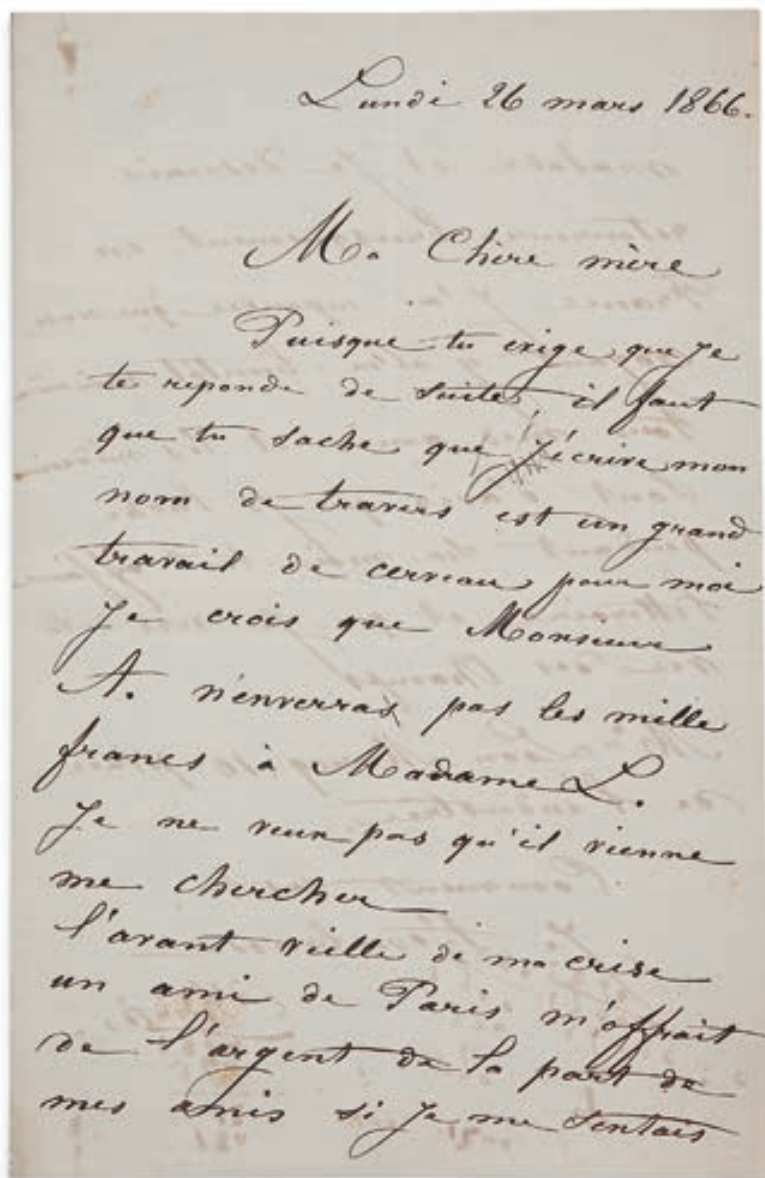 Lundi 26 mars 1866.
Ma Chère mère
Puisque tu exige que je
te reponde de suite, il faut
que tu sache que j'écrire mon
nom de travers est un grand
travail de cerveau pour moi
Je crois que Monsieur
A. n'enverras pas les mille
francs à Madame L.
Je ne veux pas qu'il vienne
me chercher
l'avant veille de ma crise
un ami de Paris m'offrait
de l'argent de la part de
mes amis si je me sentais